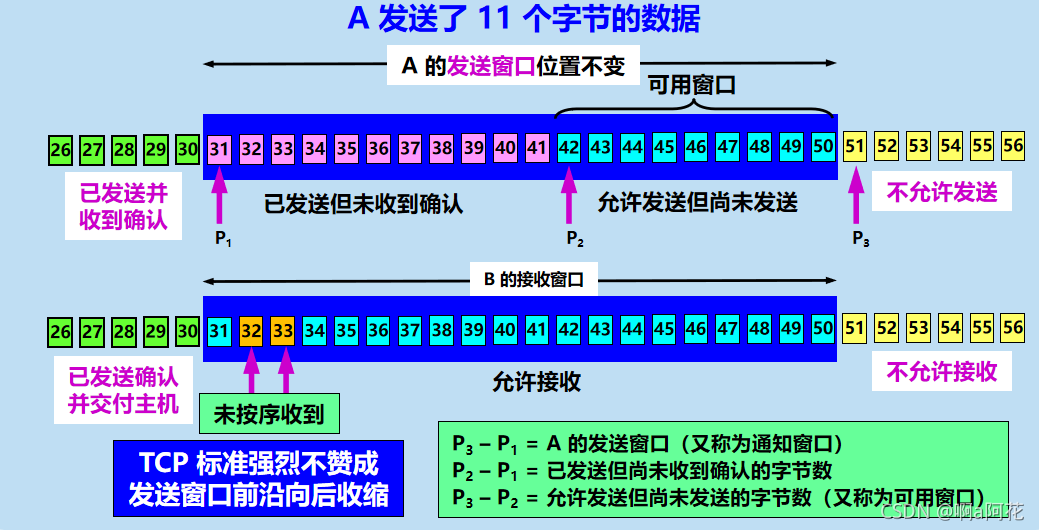 A 发送了 11 个字节的数据
A 的发送窗口位置不变
可用窗口
26 27 28 29 30 31 32 33 34 35 36 37 38 39 40 41 42 43 44 45 46 47 48 49 50 51 52 53 54 55 56
已发送并
收到确认
已发送但未收到确认
允许发送但尚未发送
不允许发送
P1 P2 P3
B 的接收窗口
26 27 28 29 30 31 32 33 34 35 36 37 38 39 40 41 42 43 44 45 46 47 48 49 50 51 52 53 54 55 56
已发送确认
并交付主机
未按序收到
允许接收
不允许接收
TCP 标准强烈不赞成
发送窗口前沿向后收缩
P3 – P1 = A 的发送窗口（又称为通知窗口）
P2 – P1 = 已发送但尚未收到确认的字节数
P3 – P2 = 允许发送但尚未发送的字节数（又称为可用窗口）
CSDN @啊a阿花